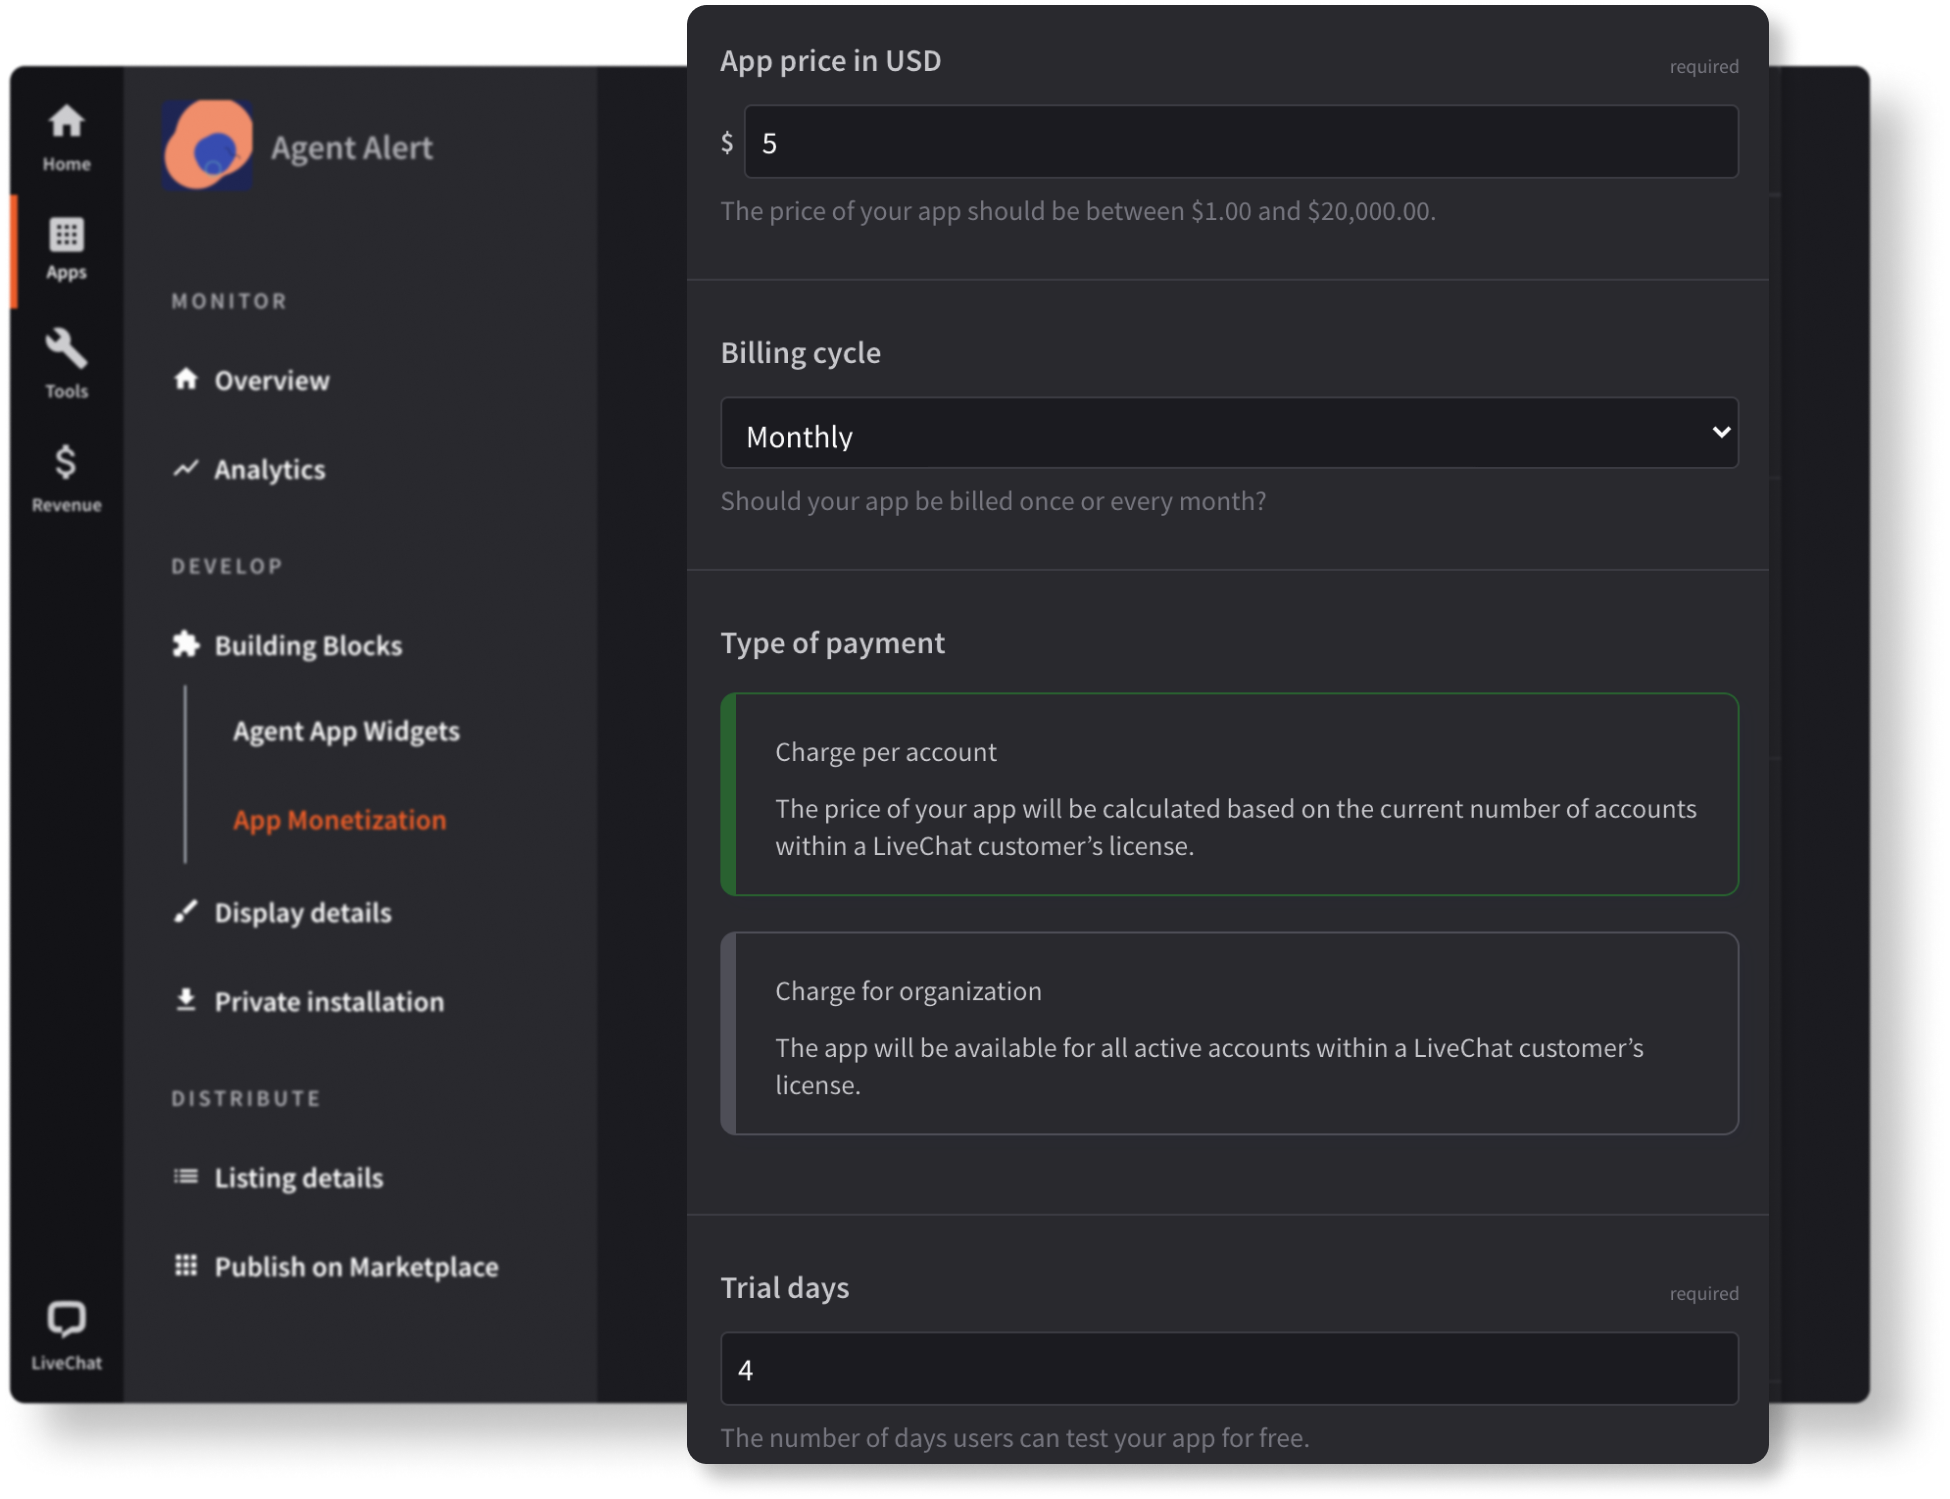 Home
Apps
Tools
Revenue
LiveChat
Agent Alert
MONITOR
Overview
Analytics
DEVELOP
Building Blocks
Agent App Widgets
App Monetization
Display details
Private installation
DISTRIBUTE
Listing details
Publish on Marketplace
App price in USD
required
$ 5
The price of your app should be between $1.00 and $20,000.00.
Billing cycle
Monthly
Should your app be billed once or every month?
Type of payment
Charge per account
The price of your app will be calculated based on the current number of accounts
within a LiveChat customer’s license.
Charge for organization
The app will be available for all active accounts within a LiveChat customer’s
license.
Trial days
required
4
The number of days users can test your app for free.